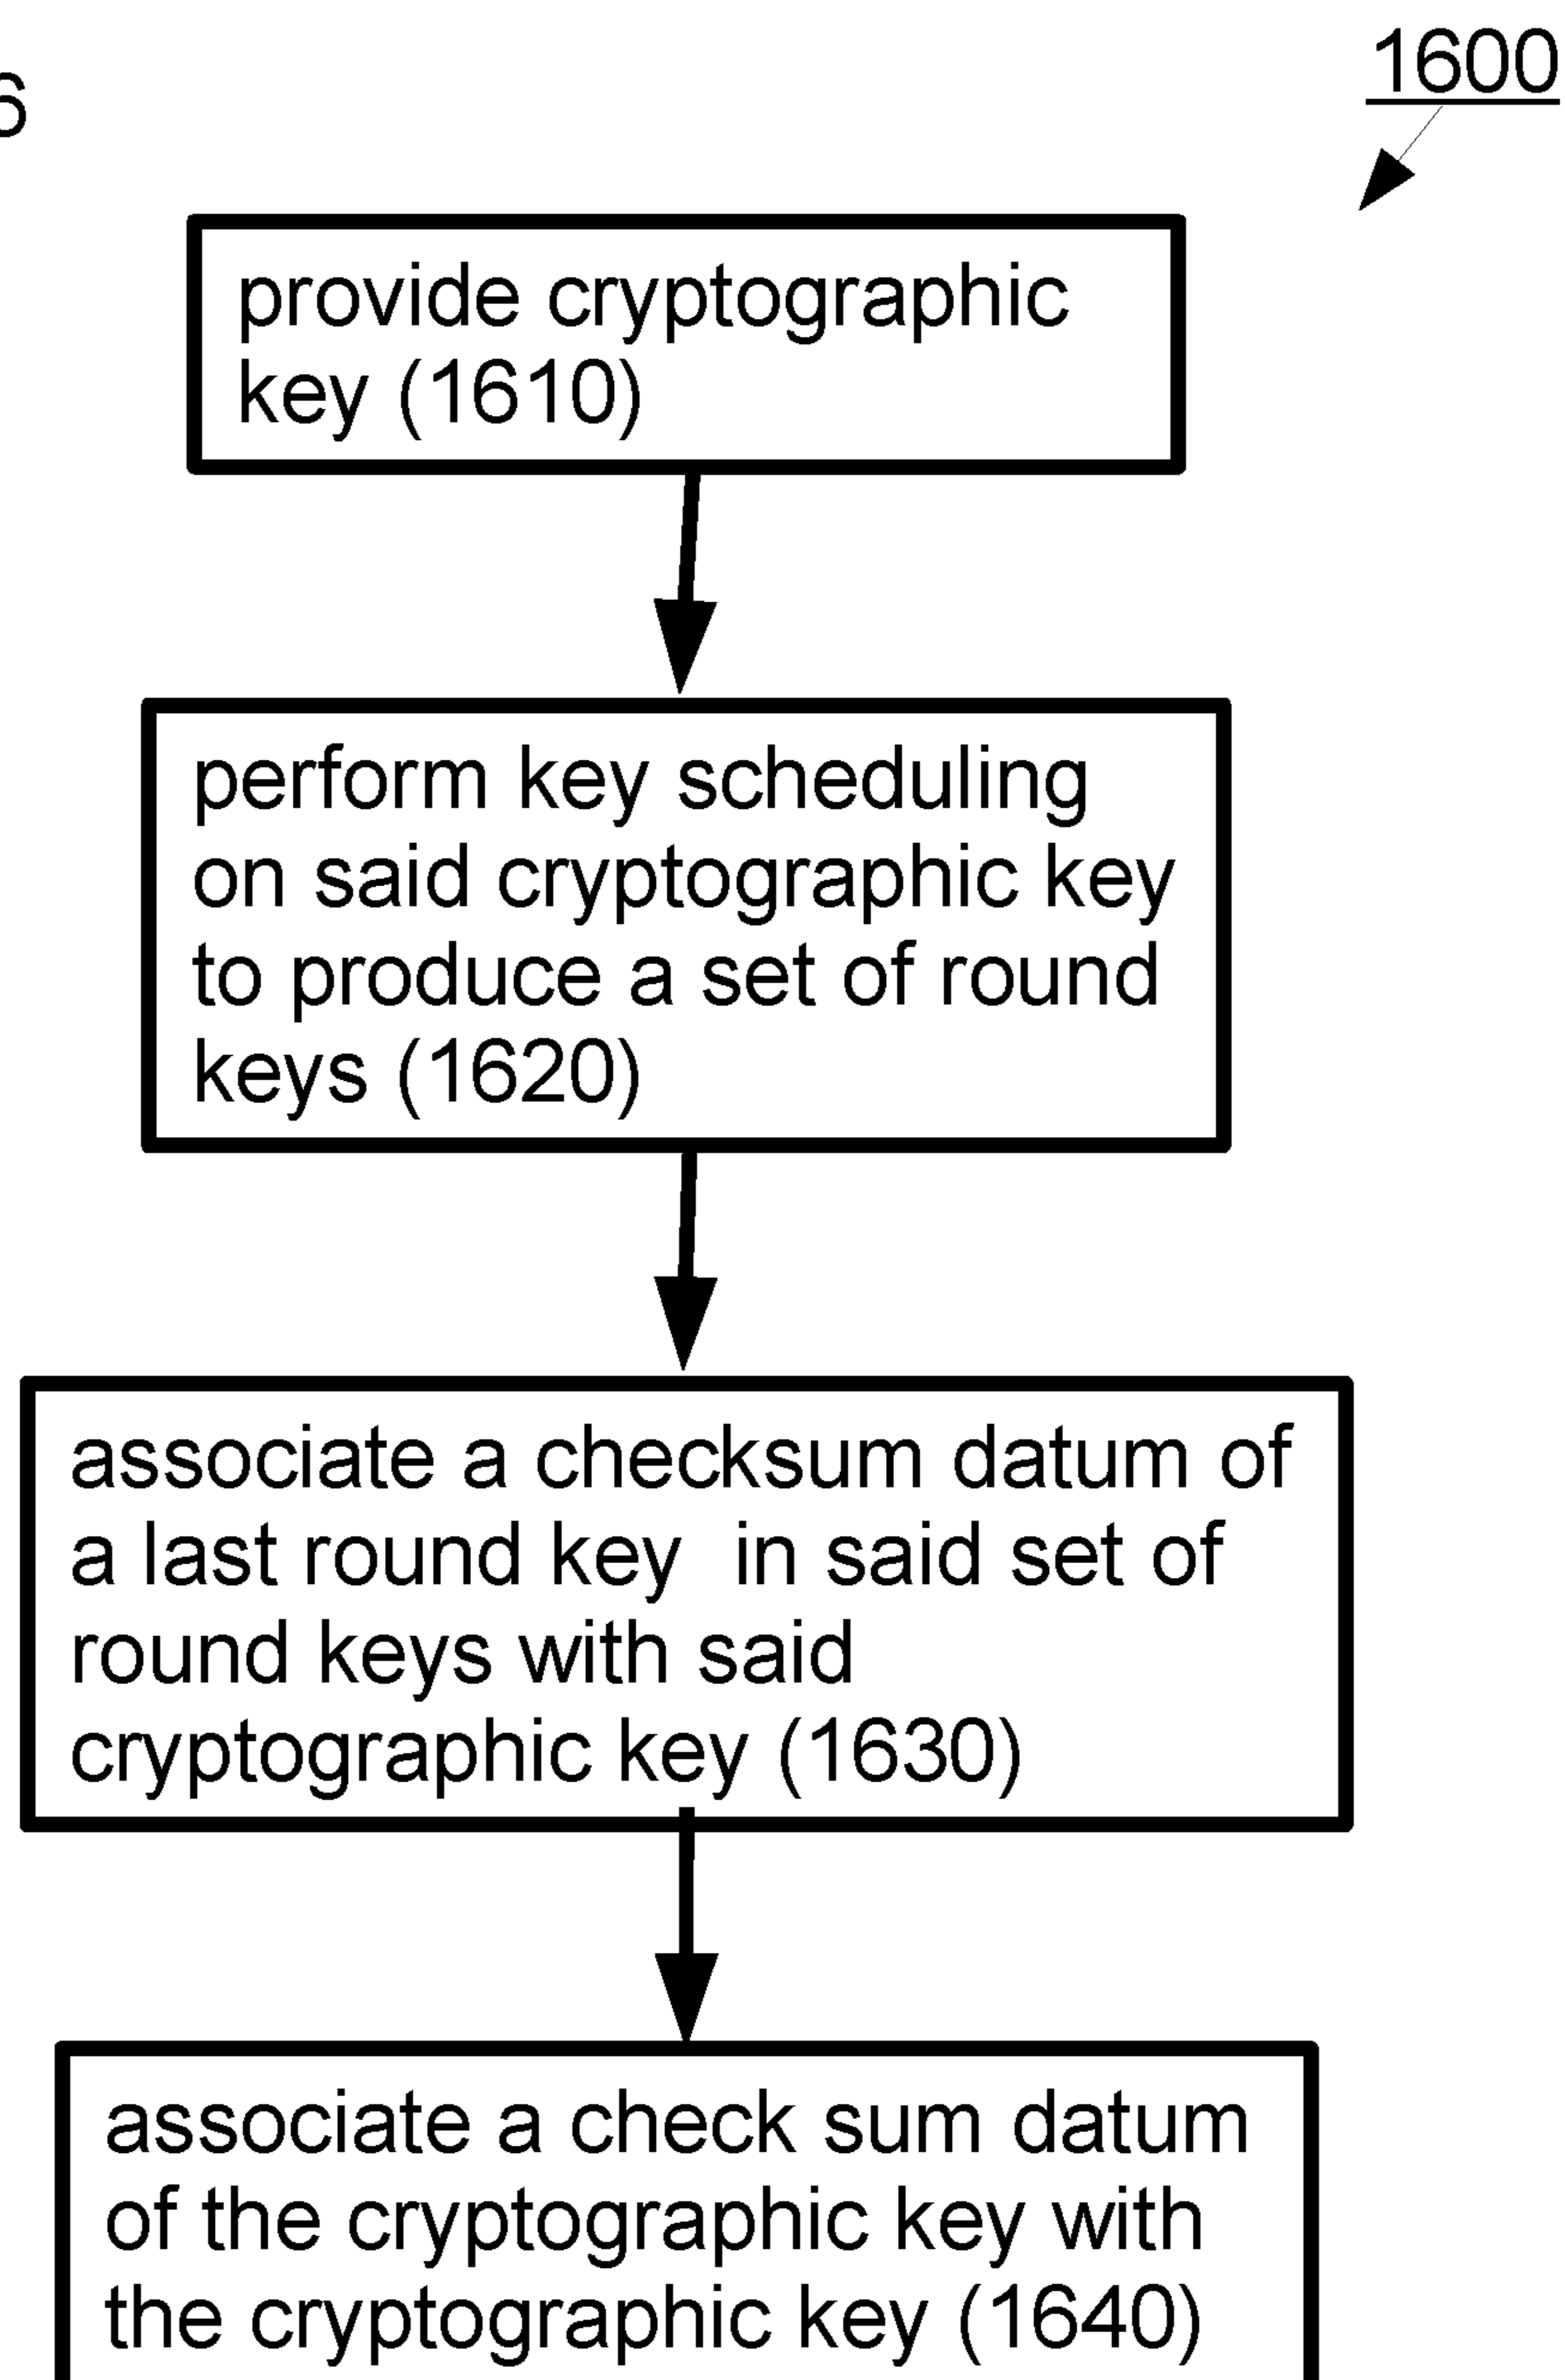 6
1600
provide cryptographic
key (1610)
perform key scheduling
on said cryptographic key
to produce a set of round
keys (1620)
associate a checksum datum of
a last round key in said set of
round keys with said
cryptographic key (1630)
associate a check sum datum
of the cryptographic key with
the cryptographic key (1640)